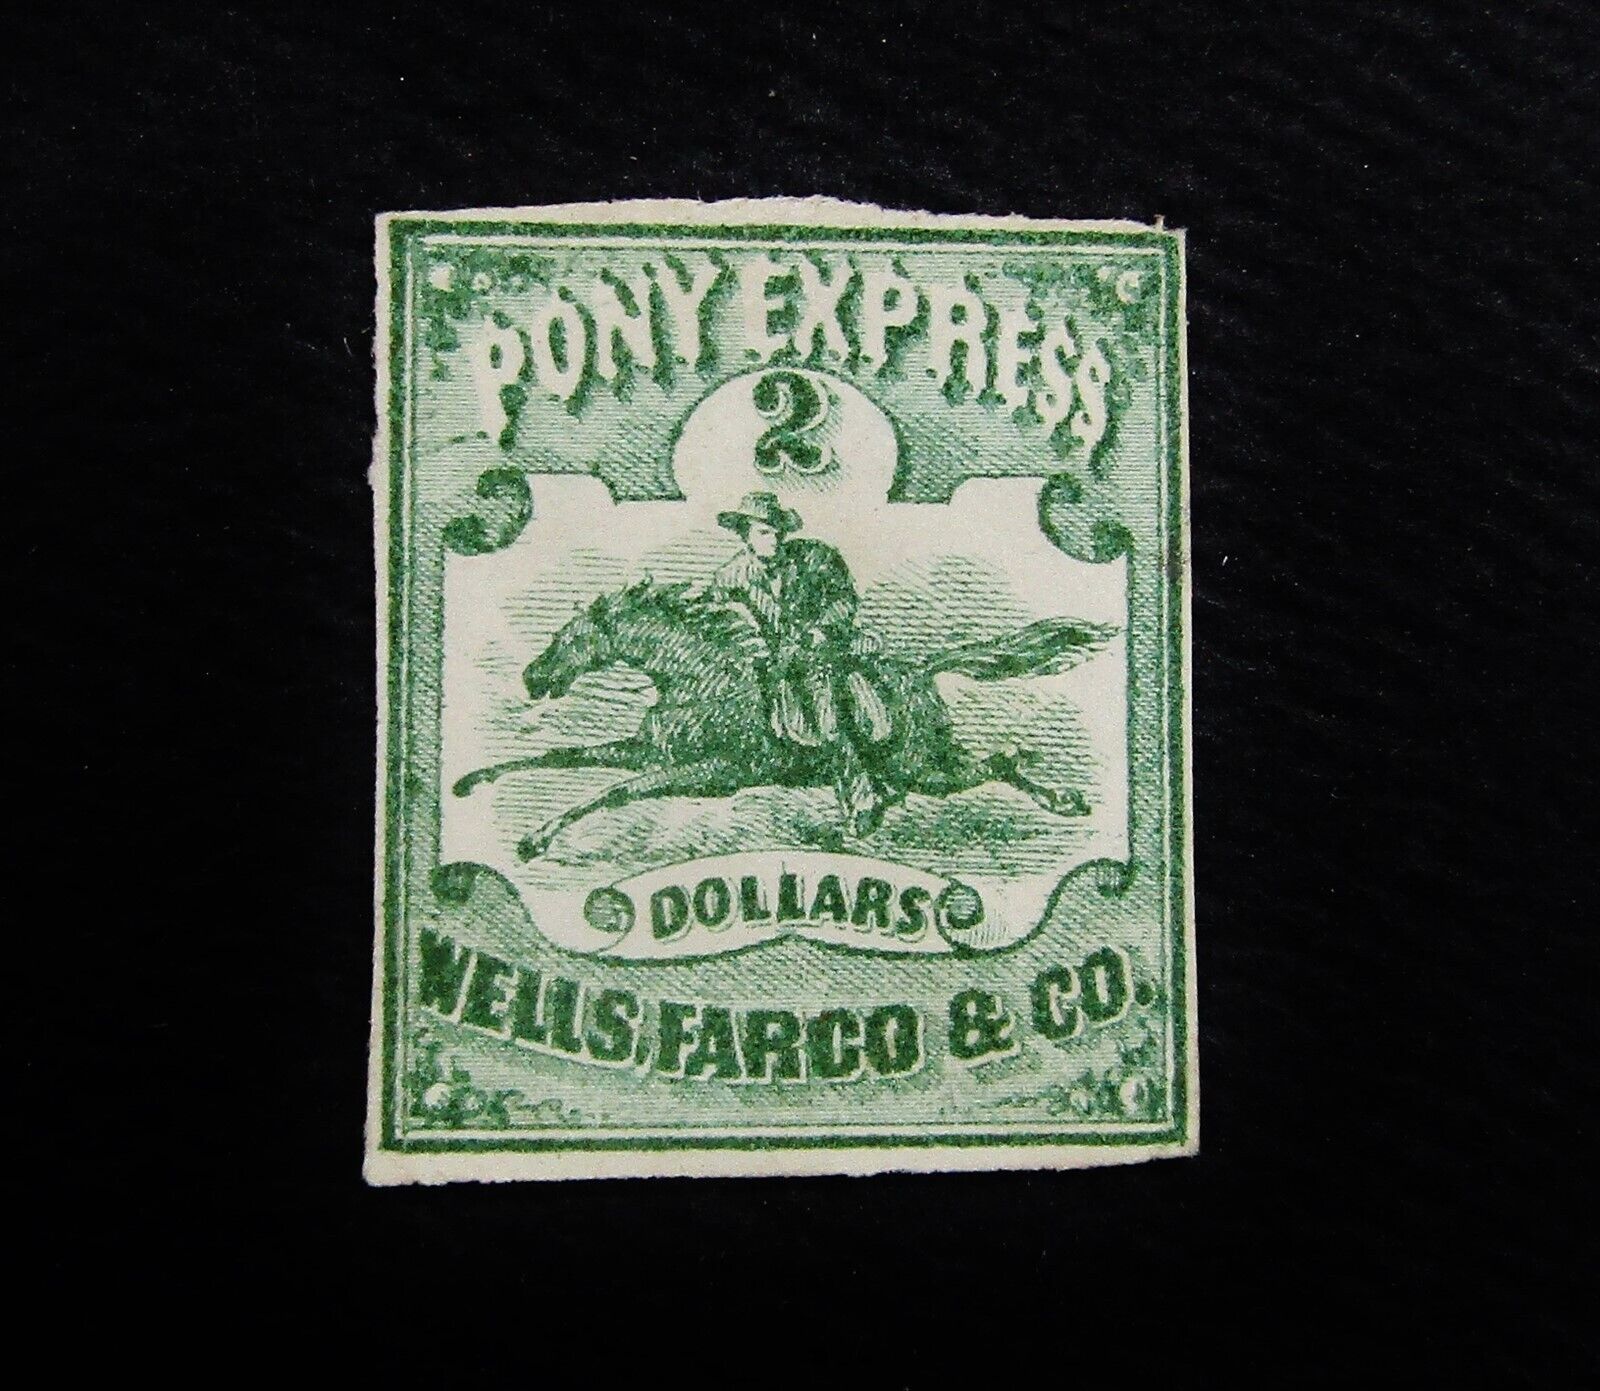 PONY EXPRESS
2
DOLLARS
WELLS, FARGO & CO.